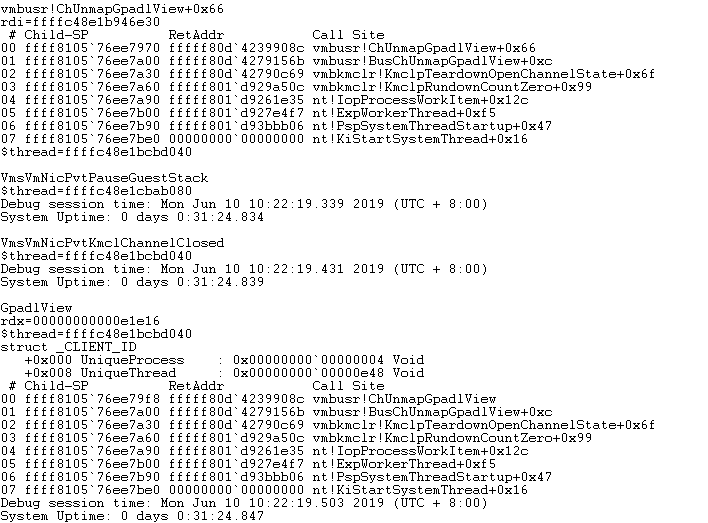 vmbusr!ChUnmapGpadlView+0x66
rdi=ffffc48e1b946e30
 # Child-SP          RetAddr           Call Site
00 ffff8105`76ee7970 fffff80d`4239908c vmbusr!ChUnmapGpadlView+0x66
01 ffff8105`76ee7a00 fffff80d`4279156b vmbusr!BusChUnmapGpadlView+0xc
02 ffff8105`76ee7a30 fffff80d`42790c69 vmbkmclr!KmclpTeardownOpenChannelState+0x6f
03 ffff8105`76ee7a60 fffff801`d929a50c vmbkmclr!KmclpRundownCountZero+0x99
04 ffff8105`76ee7a90 fffff801`d9261e35 nt!IopProcessWorkItem+0x12c
05 ffff8105`76ee7b00 fffff801`d927e4f7 nt!ExpWorkerThread+0xf5
06 ffff8105`76ee7b90 fffff801`d93bbb06 nt!PspSystemThreadStartup+0x47
07 ffff8105`76ee7be0 00000000`00000000 nt!KiStartSystemThread+0x16
$thread=ffffc48e1bcbd040

VmsVmNicPvtPauseGuestStack
$thread=ffffc48e1cbab080
Debug session time: Mon Jun 10 10:22:19.339 2019 (UTC + 8:00)
System Uptime: 0 days 0:31:24.834

VmsVmNicPvtKmclChannelClosed
$thread=ffffc48e1bcbd040
Debug session time: Mon Jun 10 10:22:19.431 2019 (UTC + 8:00)
System Uptime: 0 days 0:31:24.839

GpadlView
rdx=00000000000e1e16
$thread=ffffc48e1bcbd040
struct _CLIENT_ID
   +0x000 UniqueProcess    : 0x00000000`00000004 Void
   +0x008 UniqueThread     : 0x00000000`00000e48 Void
 # Child-SP          RetAddr           Call Site
00 ffff8105`76ee79f8 fffff80d`4239908c vmbusr!ChUnmapGpadlView
01 ffff8105`76ee7a00 fffff80d`4279156b vmbusr!BusChUnmapGpadlView+0xc
02 ffff8105`76ee7a30 fffff80d`42790c69 vmbkmclr!KmclpTeardownOpenChannelState+0x6f
03 ffff8105`76ee7a60 fffff801`d929a50c vmbkmclr!KmclpRundownCountZero+0x99
04 ffff8105`76ee7a90 fffff801`d9261e35 nt!IopProcessWorkItem+0x12c
05 ffff8105`76ee7b00 fffff801`d927e4f7 nt!ExpWorkerThread+0xf5
06 ffff8105`76ee7b90 fffff801`d93bbb06 nt!PspSystemThreadStartup+0x47
07 ffff8105`76ee7be0 00000000`00000000 nt!KiStartSystemThread+0x16
Debug session time: Mon Jun 10 10:22:19.503 2019 (UTC + 8:00)
System Uptime: 0 days 0:31:24.847